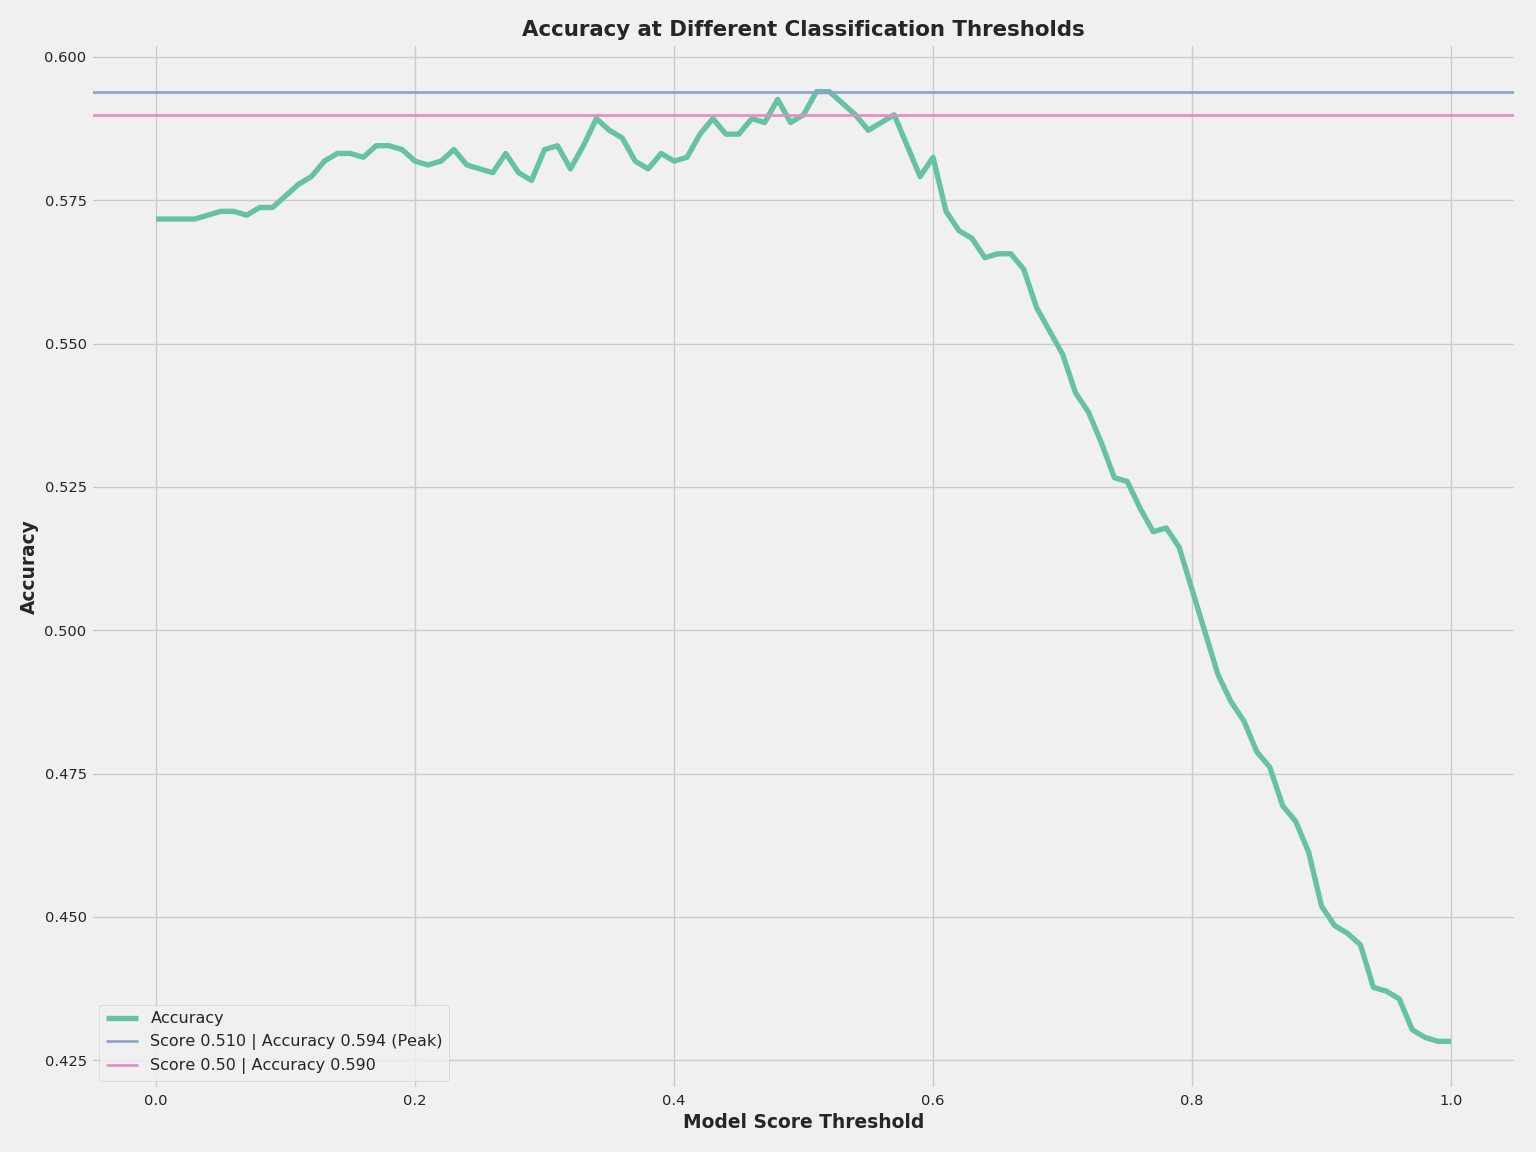 Accuracy at Different Classification Thresholds
0.600
0.575
0.550
0.525
0.500
0.475
0.450
0.425
Accuracy
Accuracy
Score 0.510 | Accuracy 0.594 (Peak)
Score 0.50 | Accuracy 0.590
0.0 0.2 0.4 0.6 0.8 1.0
Model Score Threshold